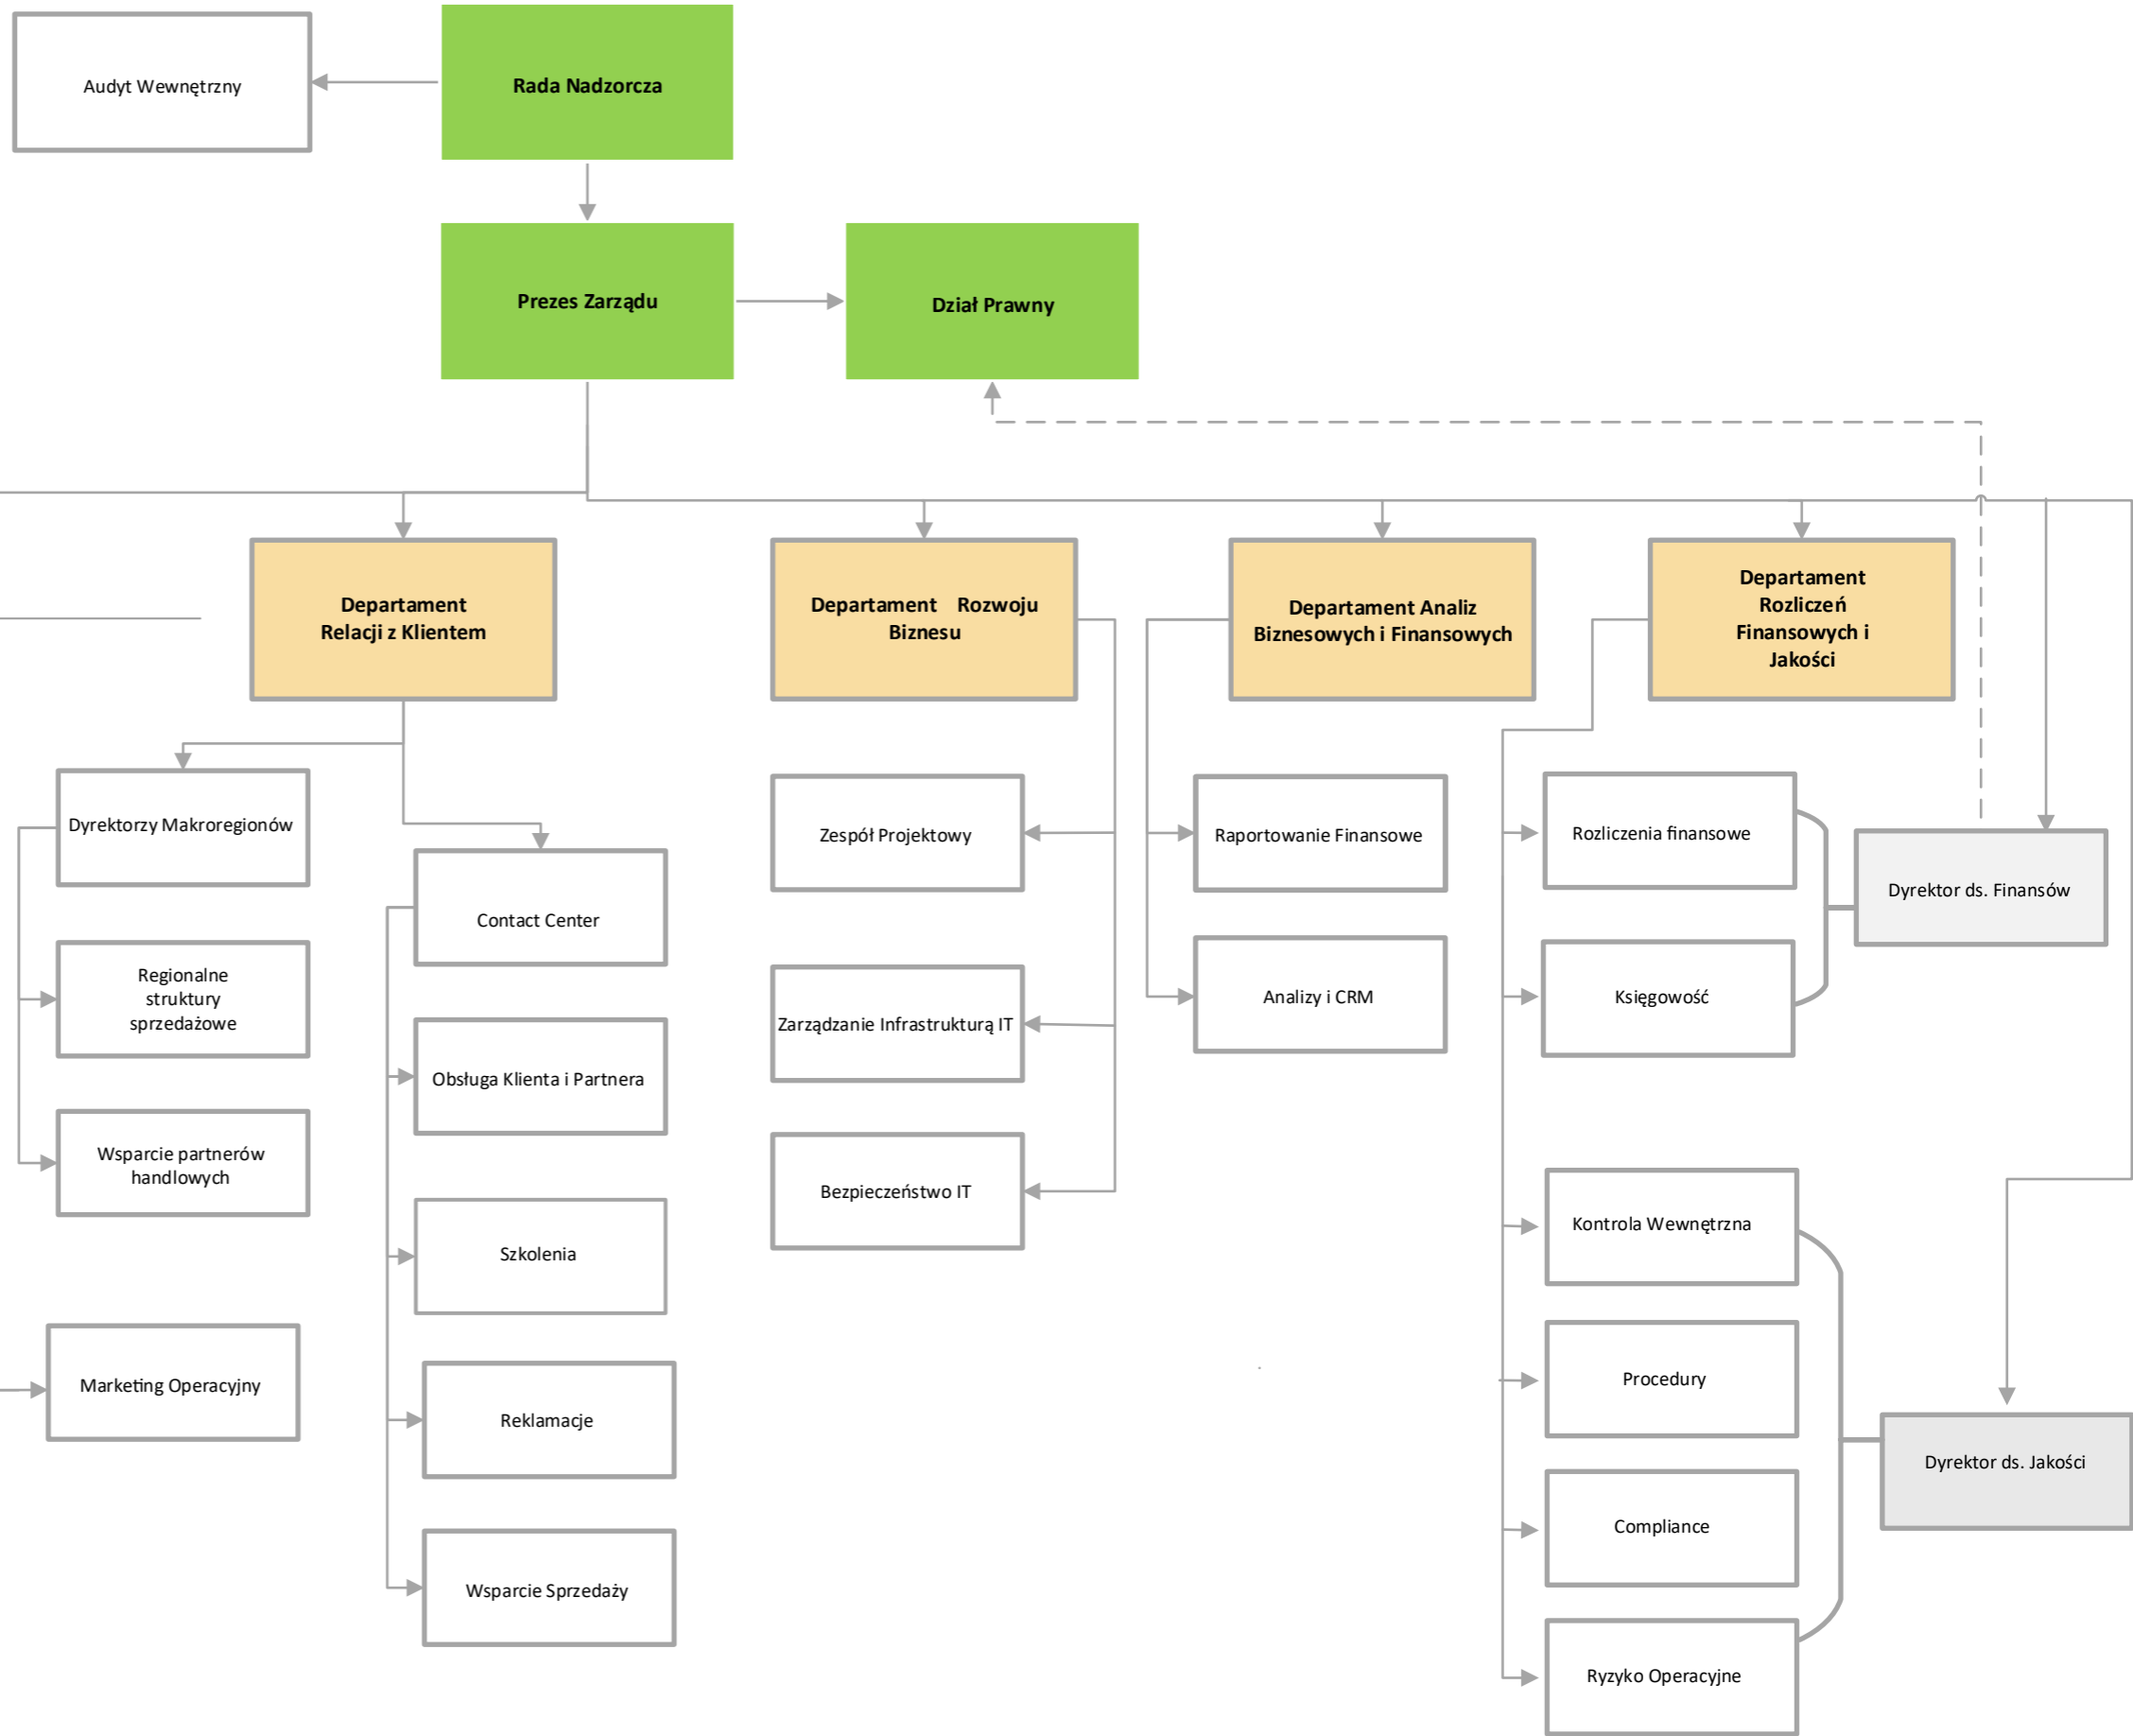 Audyt Wewnętrzny
Rada Nadzorcza
Prezes Zarządu
Dział Prawny
Departament
Relacji z Klientem
Departament Rozwoju
Biznesu
Departament Analiz
Biznesowych i Finansowych
Departament
Rozliczeń
Finansowych i
Jakości
Dyrektorzy Makroregionów
Regionalne
struktury
sprzedażowe
Wsparcie partnerów
handlowych
Marketing Operacyjny
Contact Center
Obsługa Klienta i Partnera
Szkolenia
Reklamacje
Wsparcie Sprzedaży
Zespół Projektowy
Zarządzanie Infrastrukturą IT
Bezpieczeństwo IT
Raportowanie Finansowe
Analizy i CRM
Rozliczenia finansowe
Księgowość
Kontrola Wewnętrzna
Procedury
Compliance
Ryzyko Operacyjne
Dyrektor ds. Finansów
Dyrektor ds. Jakości